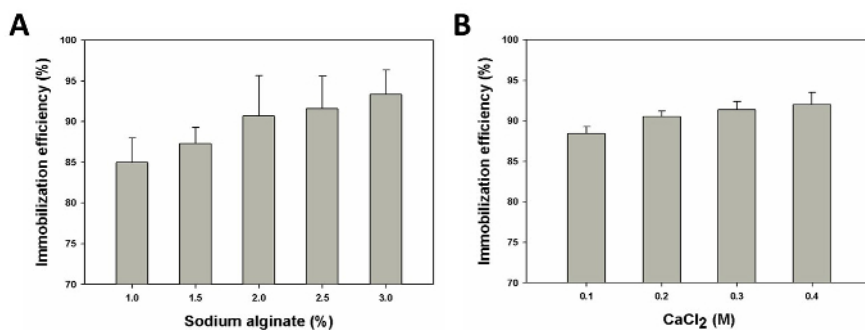 A
Immobilization efficiency (%)
100
95
90
85
80
75
70
1.0 1.5 2.0 2.5 3.0
Sodium alginate (%)
B
Immobilization efficiency (%)
100
95
90
85
80
75
70
0.1 0.2 0.3 0.4
CaCl₂ (M)